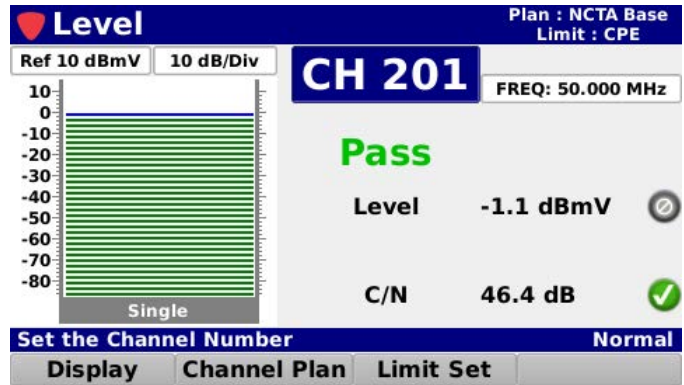 Level
Plan : NCTA Base
Limit : CPE
Ref 10 dBmV
10 dB/Div
CH 201
FREQ: 50.000 MHz
10
0
-10
-20
-30
-40
-50
-60
-70
-80
Single
Pass
Level -1.1 dBmV
C/N 46.4 dB
Set the Channel Number Normal
Display Channel Plan Limit Set